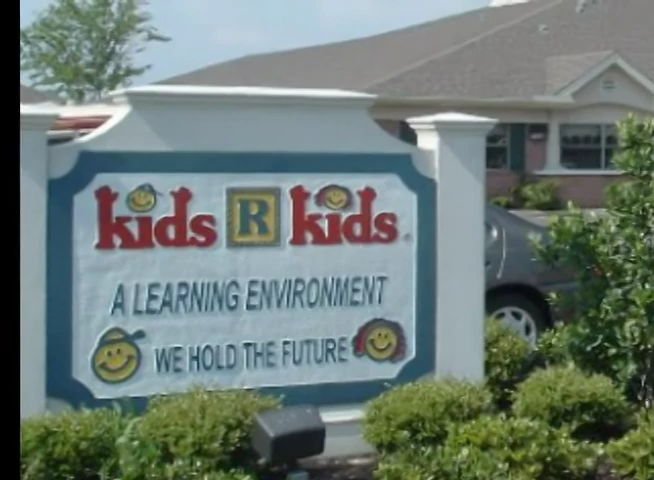 kids R kids
A LEARNING ENVIRONMENT
WE HOLD THE FUTURE